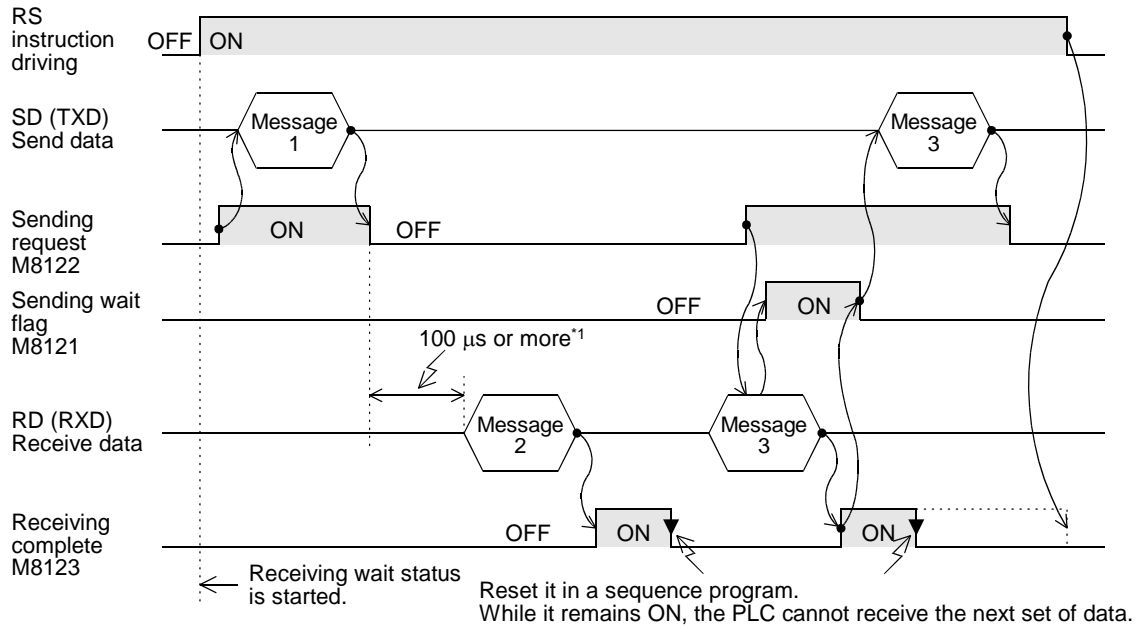 RS
instruction
driving
OFF ON
SD (TXD)
Send data
Message
1
Message
3
Sending
request
M8122
ON
OFF
Sending wait
flag
M8121
OFF
ON
100 μs or more*1
RD (RXD)
Receive data
Message
2
Message
3
Receiving
complete
M8123
OFF
ON
ON
Receiving wait status
is started.
Reset it in a sequence program.
While it remains ON, the PLC cannot receive the next set of data.